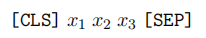 [CLS] x₁ x₂ x₃ [SEP]